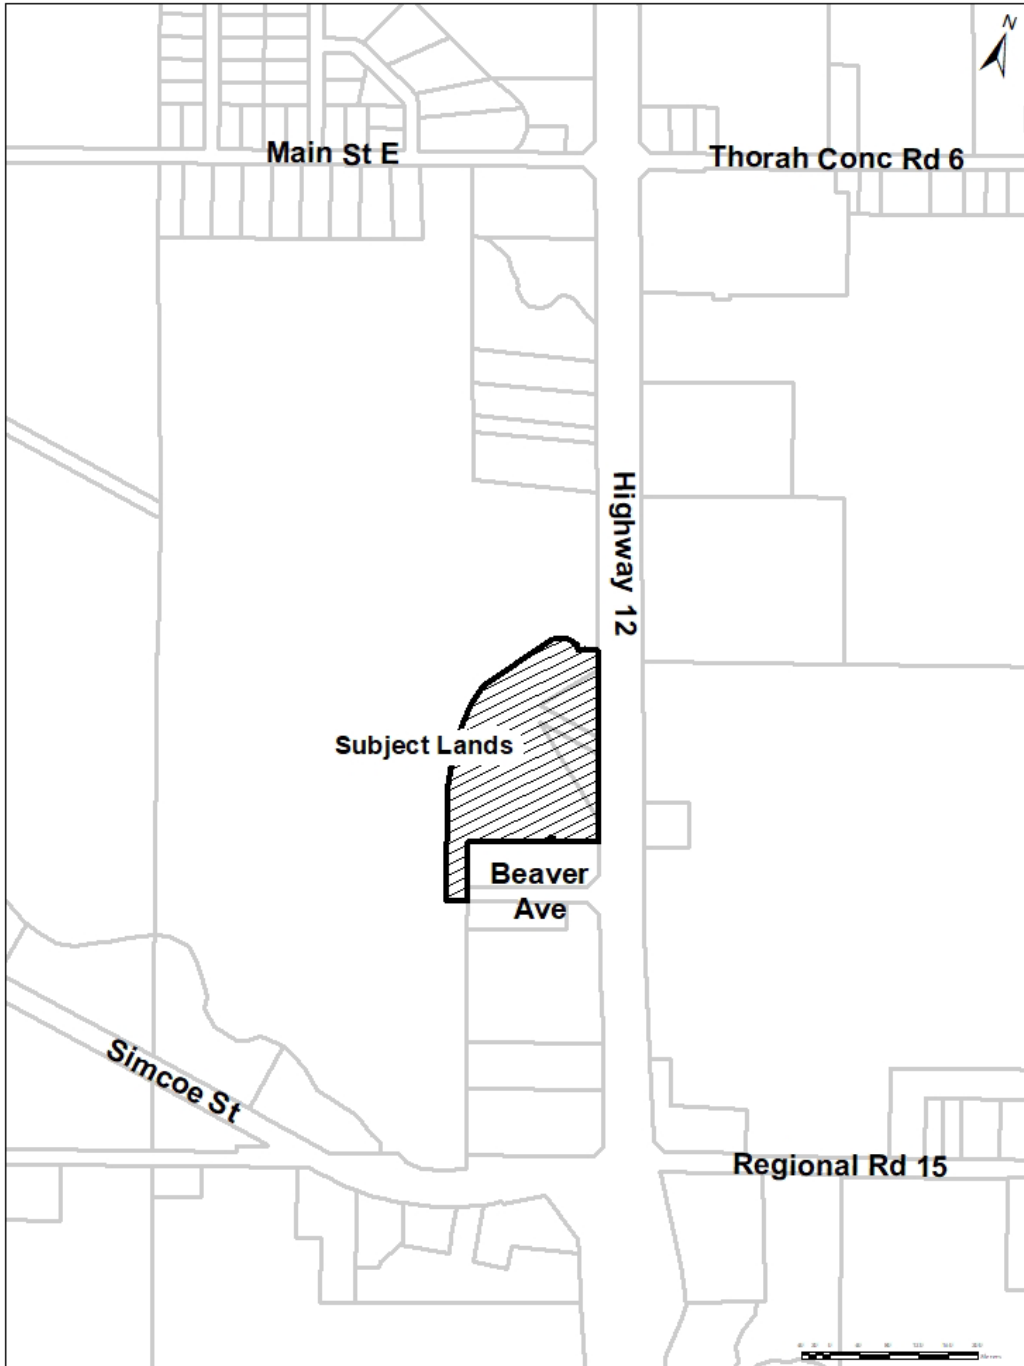 N
Main St E
Thorah Conc Rd 6
Highway 12
Subject Lands
Beaver
Ave
Simcoe St
Regional Rd 15